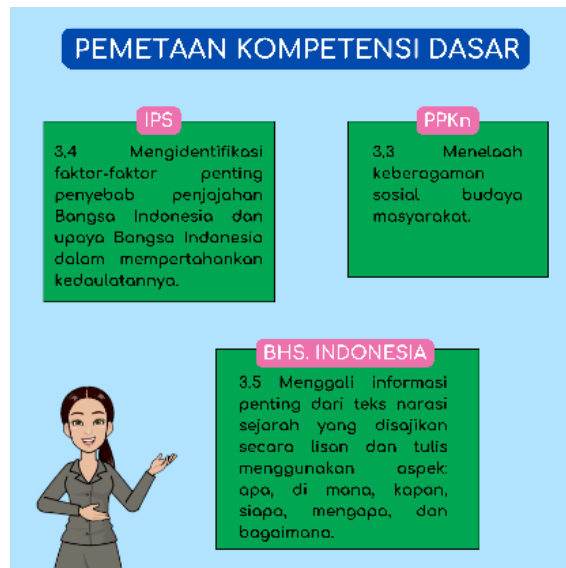 PEMETAAN KOMPETENSI DASAR
IPS
3,4 Mengidentifikasi
faktor-faktor penting
penyebab penjajahan
Bangsa Indonesia dan
upaya Bangsa Indonesia
dalam mempertahankan
kedaulatannya.
PPKn
3,3 Menelaah
keberagaman
sosial budaya
masyarakat.
BHS. INDONESIA
3.5 Menggali informasi
penting dari teks narasi
sejarah yang disajikan
secara lisan dan tulis
menggunakan aspek:
apa, di mana, kapan,
siapa, mengapa, dan
bagaimana.